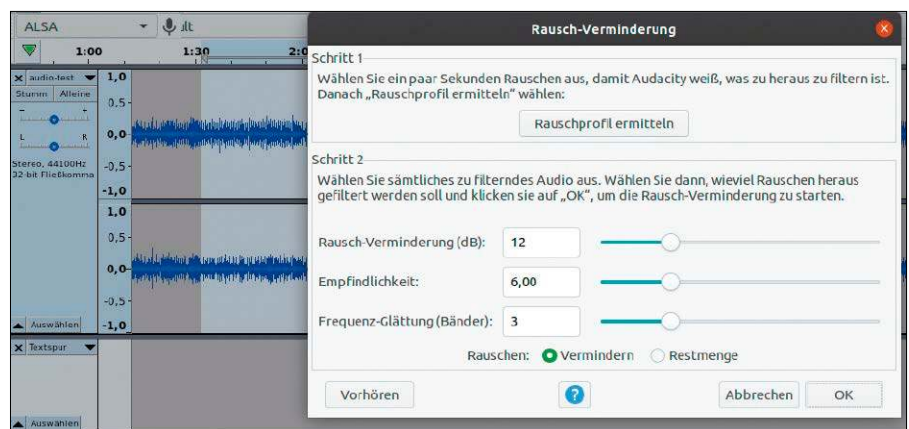 ALSA
1:00 1:30 2:0
audio-test
Stumm Alleine
- +
L R
Stereo, 44100Hz
32-bit Fließkomma
Auswählen
1,0
0,5-
0,0-
-0,5-
-1,0
1,0
0,5-
0,0-
-0,5-
-1,0
Textspur
Auswählen
Rausch-Verminderung
Schritt 1
Wählen Sie ein paar Sekunden Rauschen aus, damit Audacity weiß, was zu heraus zu filtern ist.
Danach „Rauschprofil ermitteln" wählen:
Rauschprofil ermitteln
Schritt 2
Wählen Sie sämtliches zu filterndes Audio aus. Wählen Sie dann, wieviel Rauschen heraus
gefiltert werden soll und klicken sie auf „OK", um die Rausch-Verminderung zu starten.
Rausch-Verminderung (dB): 12
Empfindlichkeit: 6,00
Frequenz-Glättung (Bänder): 3
Rauschen: Vermindern Restmenge
Vorhören ? Abbrechen OK